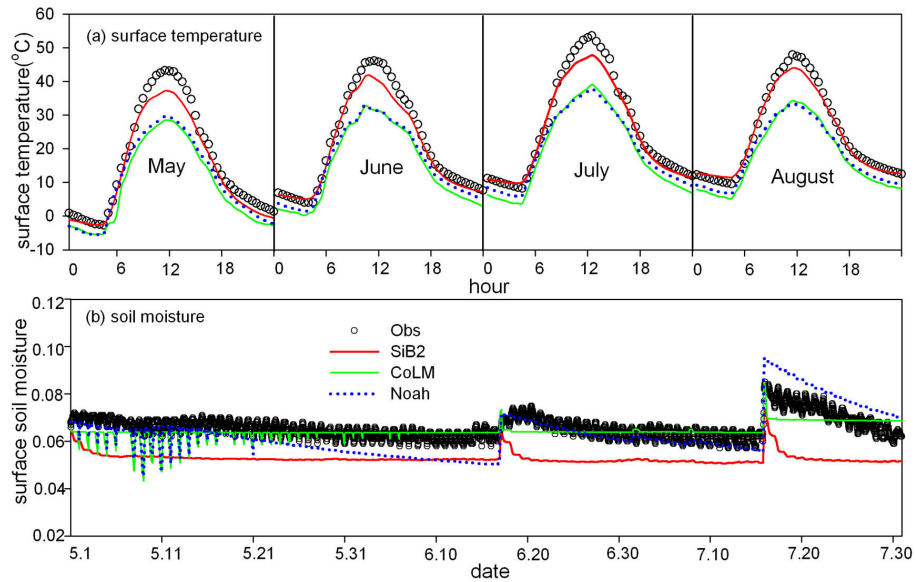 (a) surface temperature
surface temperature(°C)
60
50
40
30
20
10
0
-10
May
June
July
August
0 6 12 18 0 6 12 18 0 6 12 18 0 6 12 18
hour
(b) soil moisture
surface soil moisture
0.12
0.10
0.08
0.06
0.04
0.02
Obs
SiB2
CoLM
Noah
5.1 5.11 5.21 5.31 6.10 6.20 6.30 7.10 7.20 7.30
date